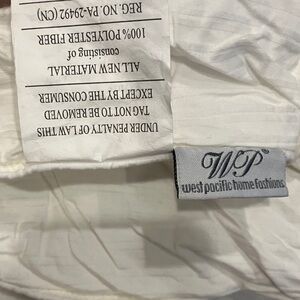 UNDER PENALTY OF LAW THIS
TAG NOT TO BE REMOVED
EXCEPT BY THE CONSUMER
ALL NEW MATERIAL
consisting of
100% POLYESTER FIBER
REG. NO. PA-29492 (CN)
WP®
west pacific home fashions